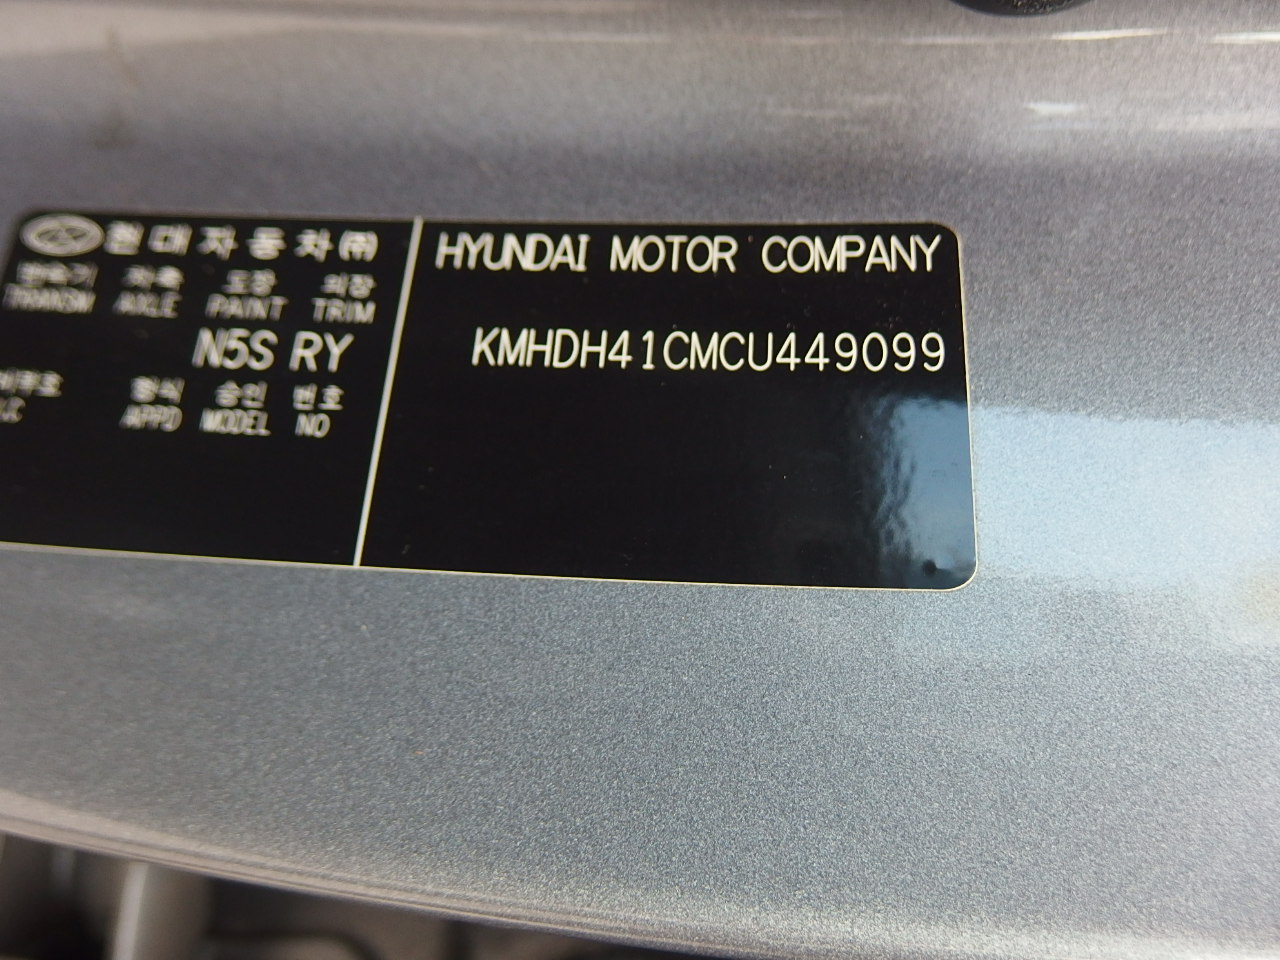 현대자동차㈜
변속기 차축 도장 의장
TRANSM AXLE PAINT TRIM
N5S RY
형식 승인 번호
APPD MODEL NO
HYUNDAI MOTOR COMPANY
KMHDH41CMCU449099